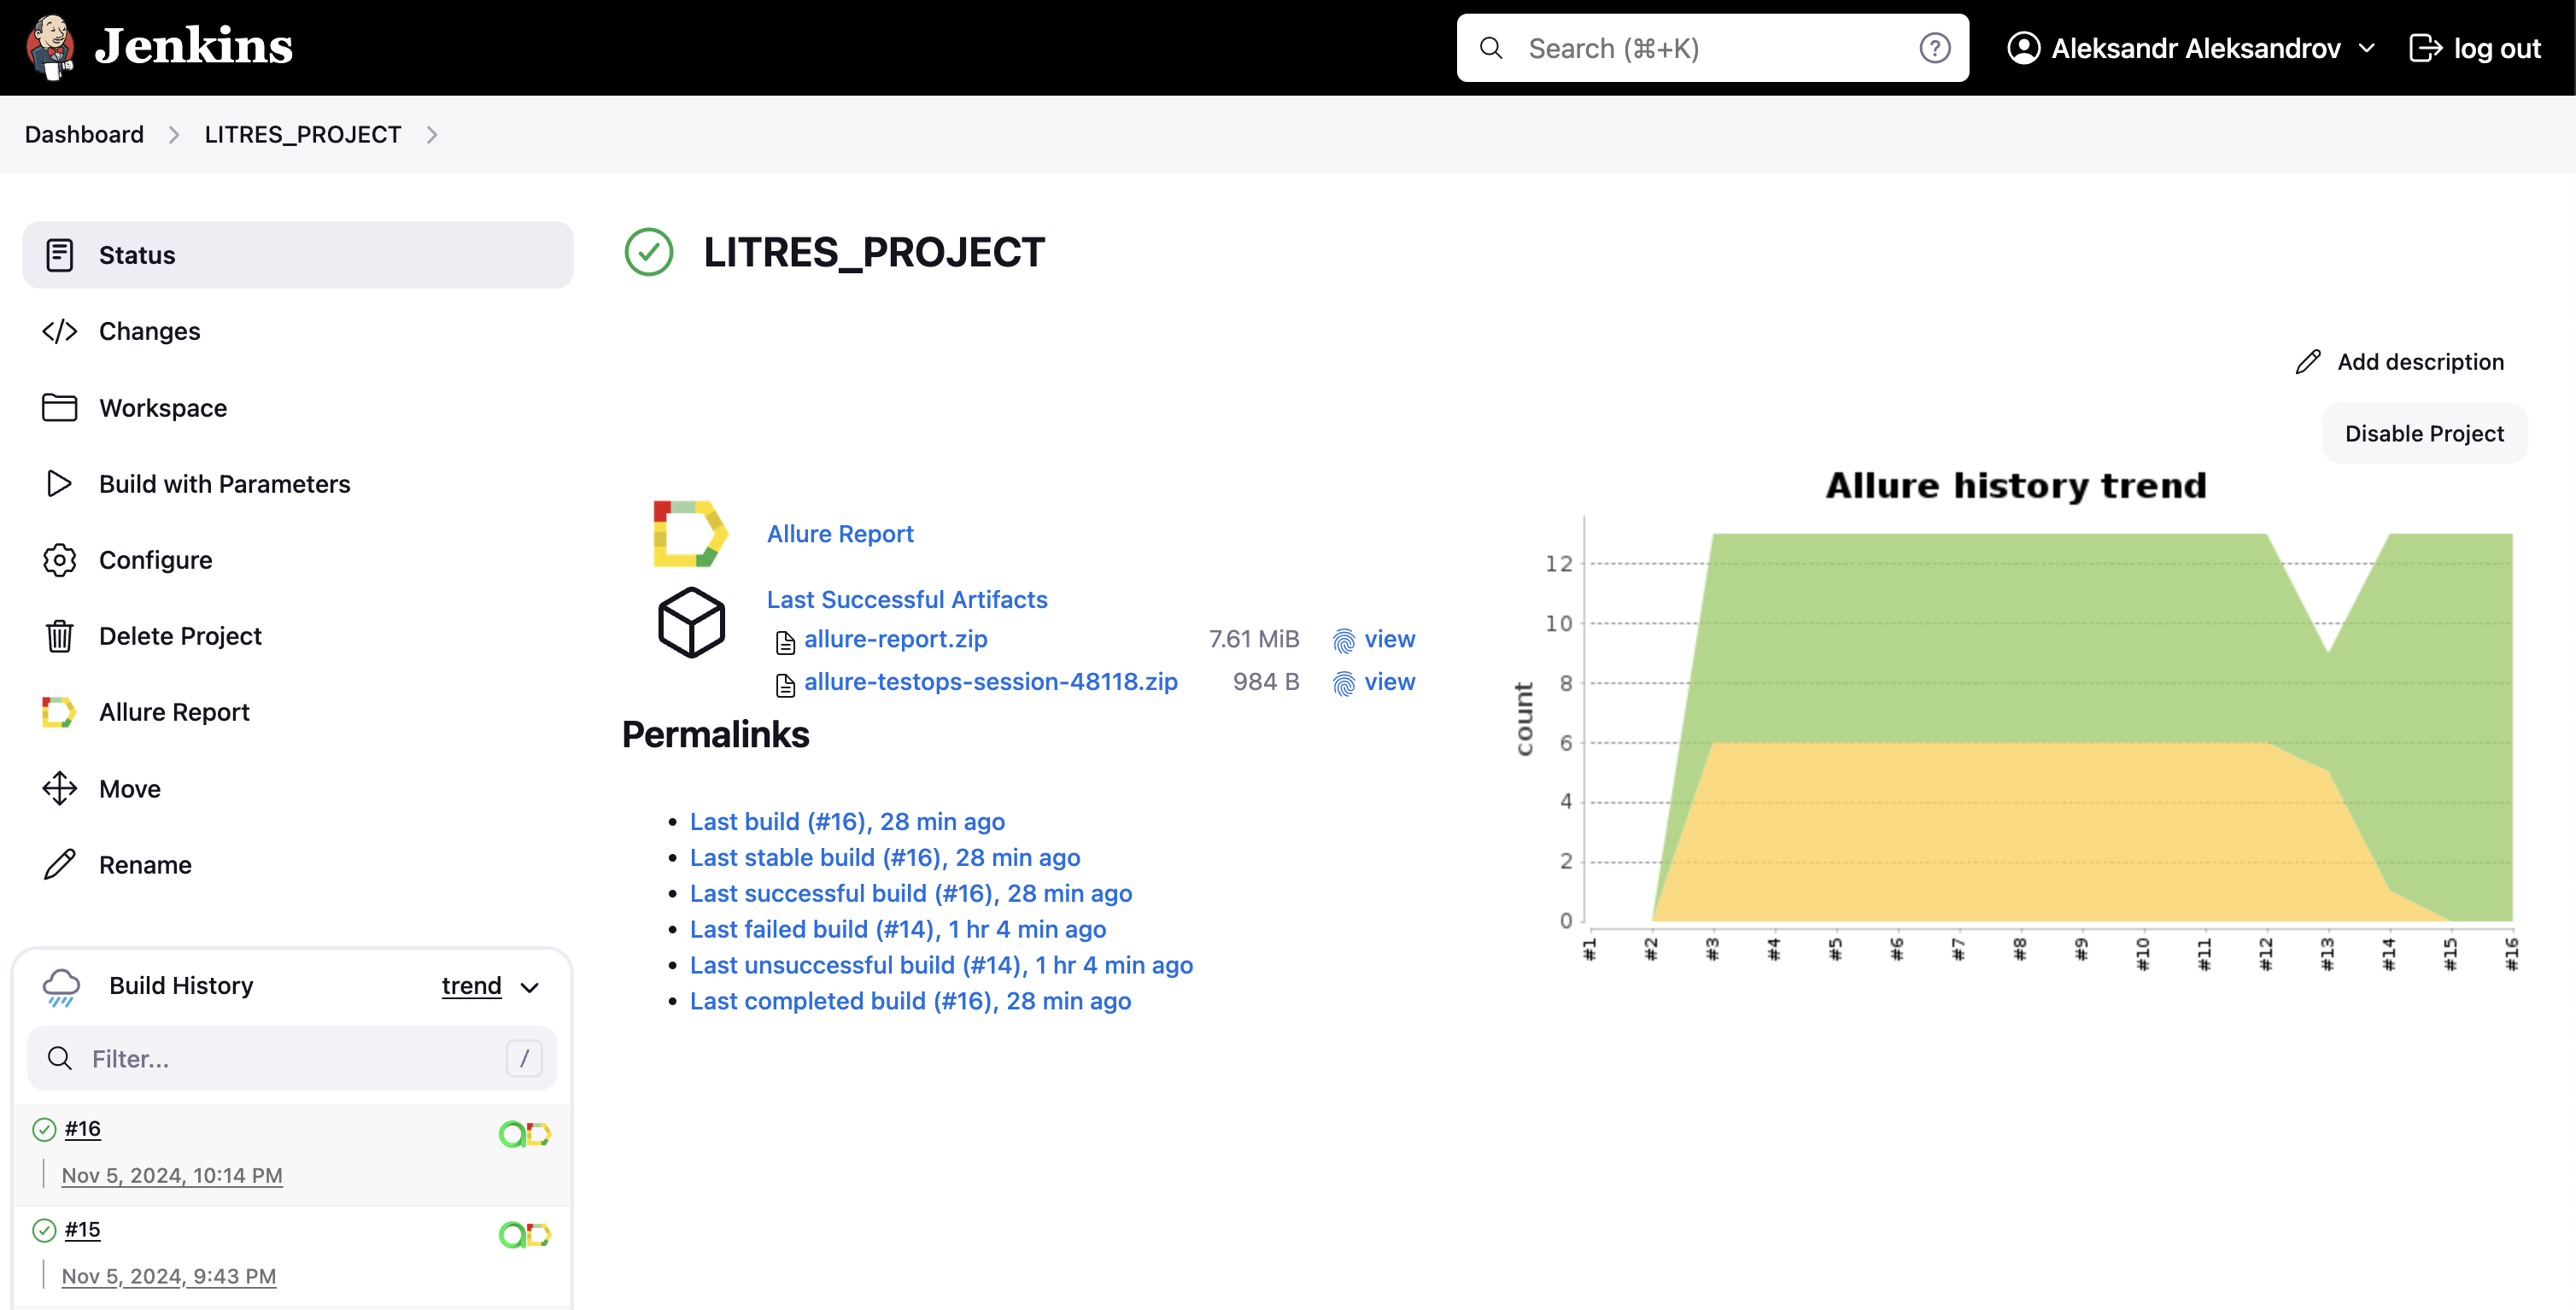 Jenkins
Search (⌘+K)
?
Aleksandr Aleksandrov
log out
Dashboard
LITRES_PROJECT
Status
Changes
Workspace
Build with Parameters
Configure
Delete Project
Allure Report
Move
Rename
Build History
trend
Filter...
/
#16
Nov 5, 2024, 10:14 PM
#15
Nov 5, 2024, 9:43 PM
LITRES_PROJECT
Add description
Disable Project
Allure Report
Last Successful Artifacts
allure-report.zip 7.61 MiB view
allure-testops-session-48118.zip 984 B view
Permalinks
Last build (#16), 28 min ago
Last stable build (#16), 28 min ago
Last successful build (#16), 28 min ago
Last failed build (#14), 1 hr 4 min ago
Last unsuccessful build (#14), 1 hr 4 min ago
Last completed build (#16), 28 min ago
Allure history trend
count
12
10
8
6
4
2
0
#1 #2 #3 #4 #5 #6 #7 #8 #9 #10 #11 #12 #13 #14 #15 #16